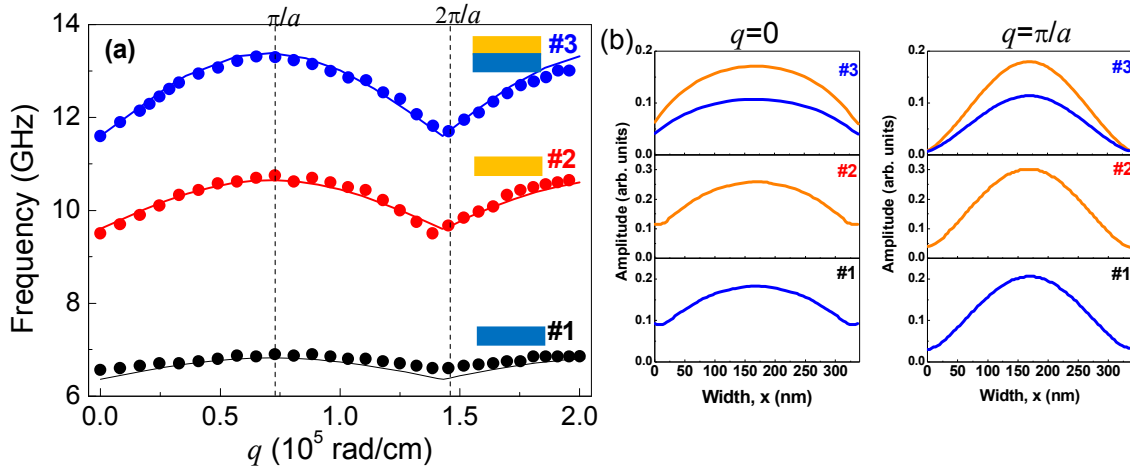 π/a
2π/a
(a)
#3
#2
#1
14
12
10
8
6
Frequency (GHz)
0.0
0.5
1.0
1.5
2.0
q (10⁵ rad/cm)
(b)
q=0
q=π/a
0.2
0.1
0.0
#3
0.3
0.2
0.1
0.0
#2
0.2
0.1
0.0
#1
Amplitude (arb. units)
0 50 100 150 200 250 300
Width, x (nm)
0.2
0.1
0.0
#3
0.3
0.2
0.1
0.0
#2
0.2
0.1
0.0
#1
Amplitude (arb. units)
0 50 100 150 200 250 300
Width, x (nm)